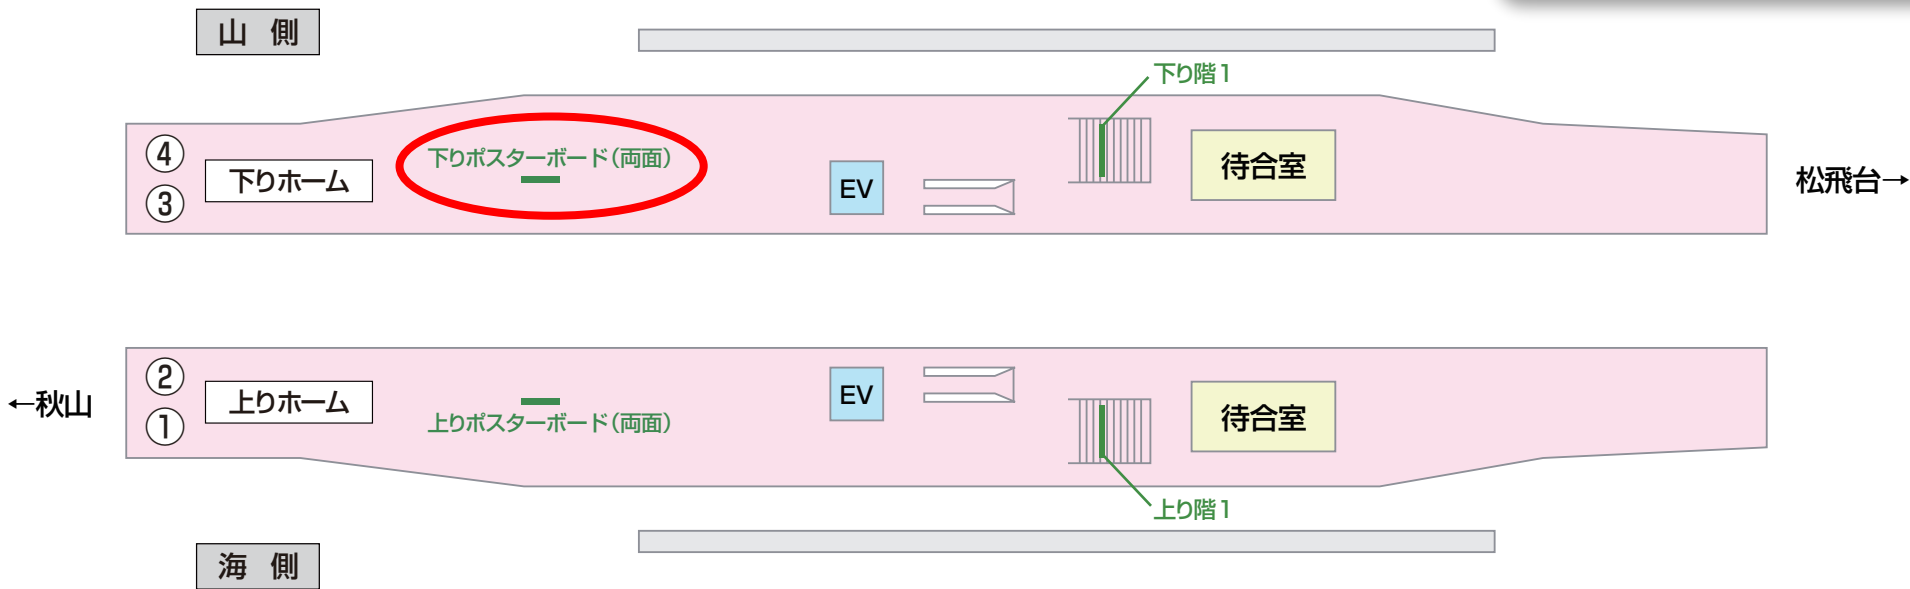 山 側
下り階1
④
下りポスターボード(両面)
下りホーム
③
EV
待合室
松飛台→
②
←秋山
上りホーム
①
上りポスターボード(両面)
EV
待合室
上り階1
海 側